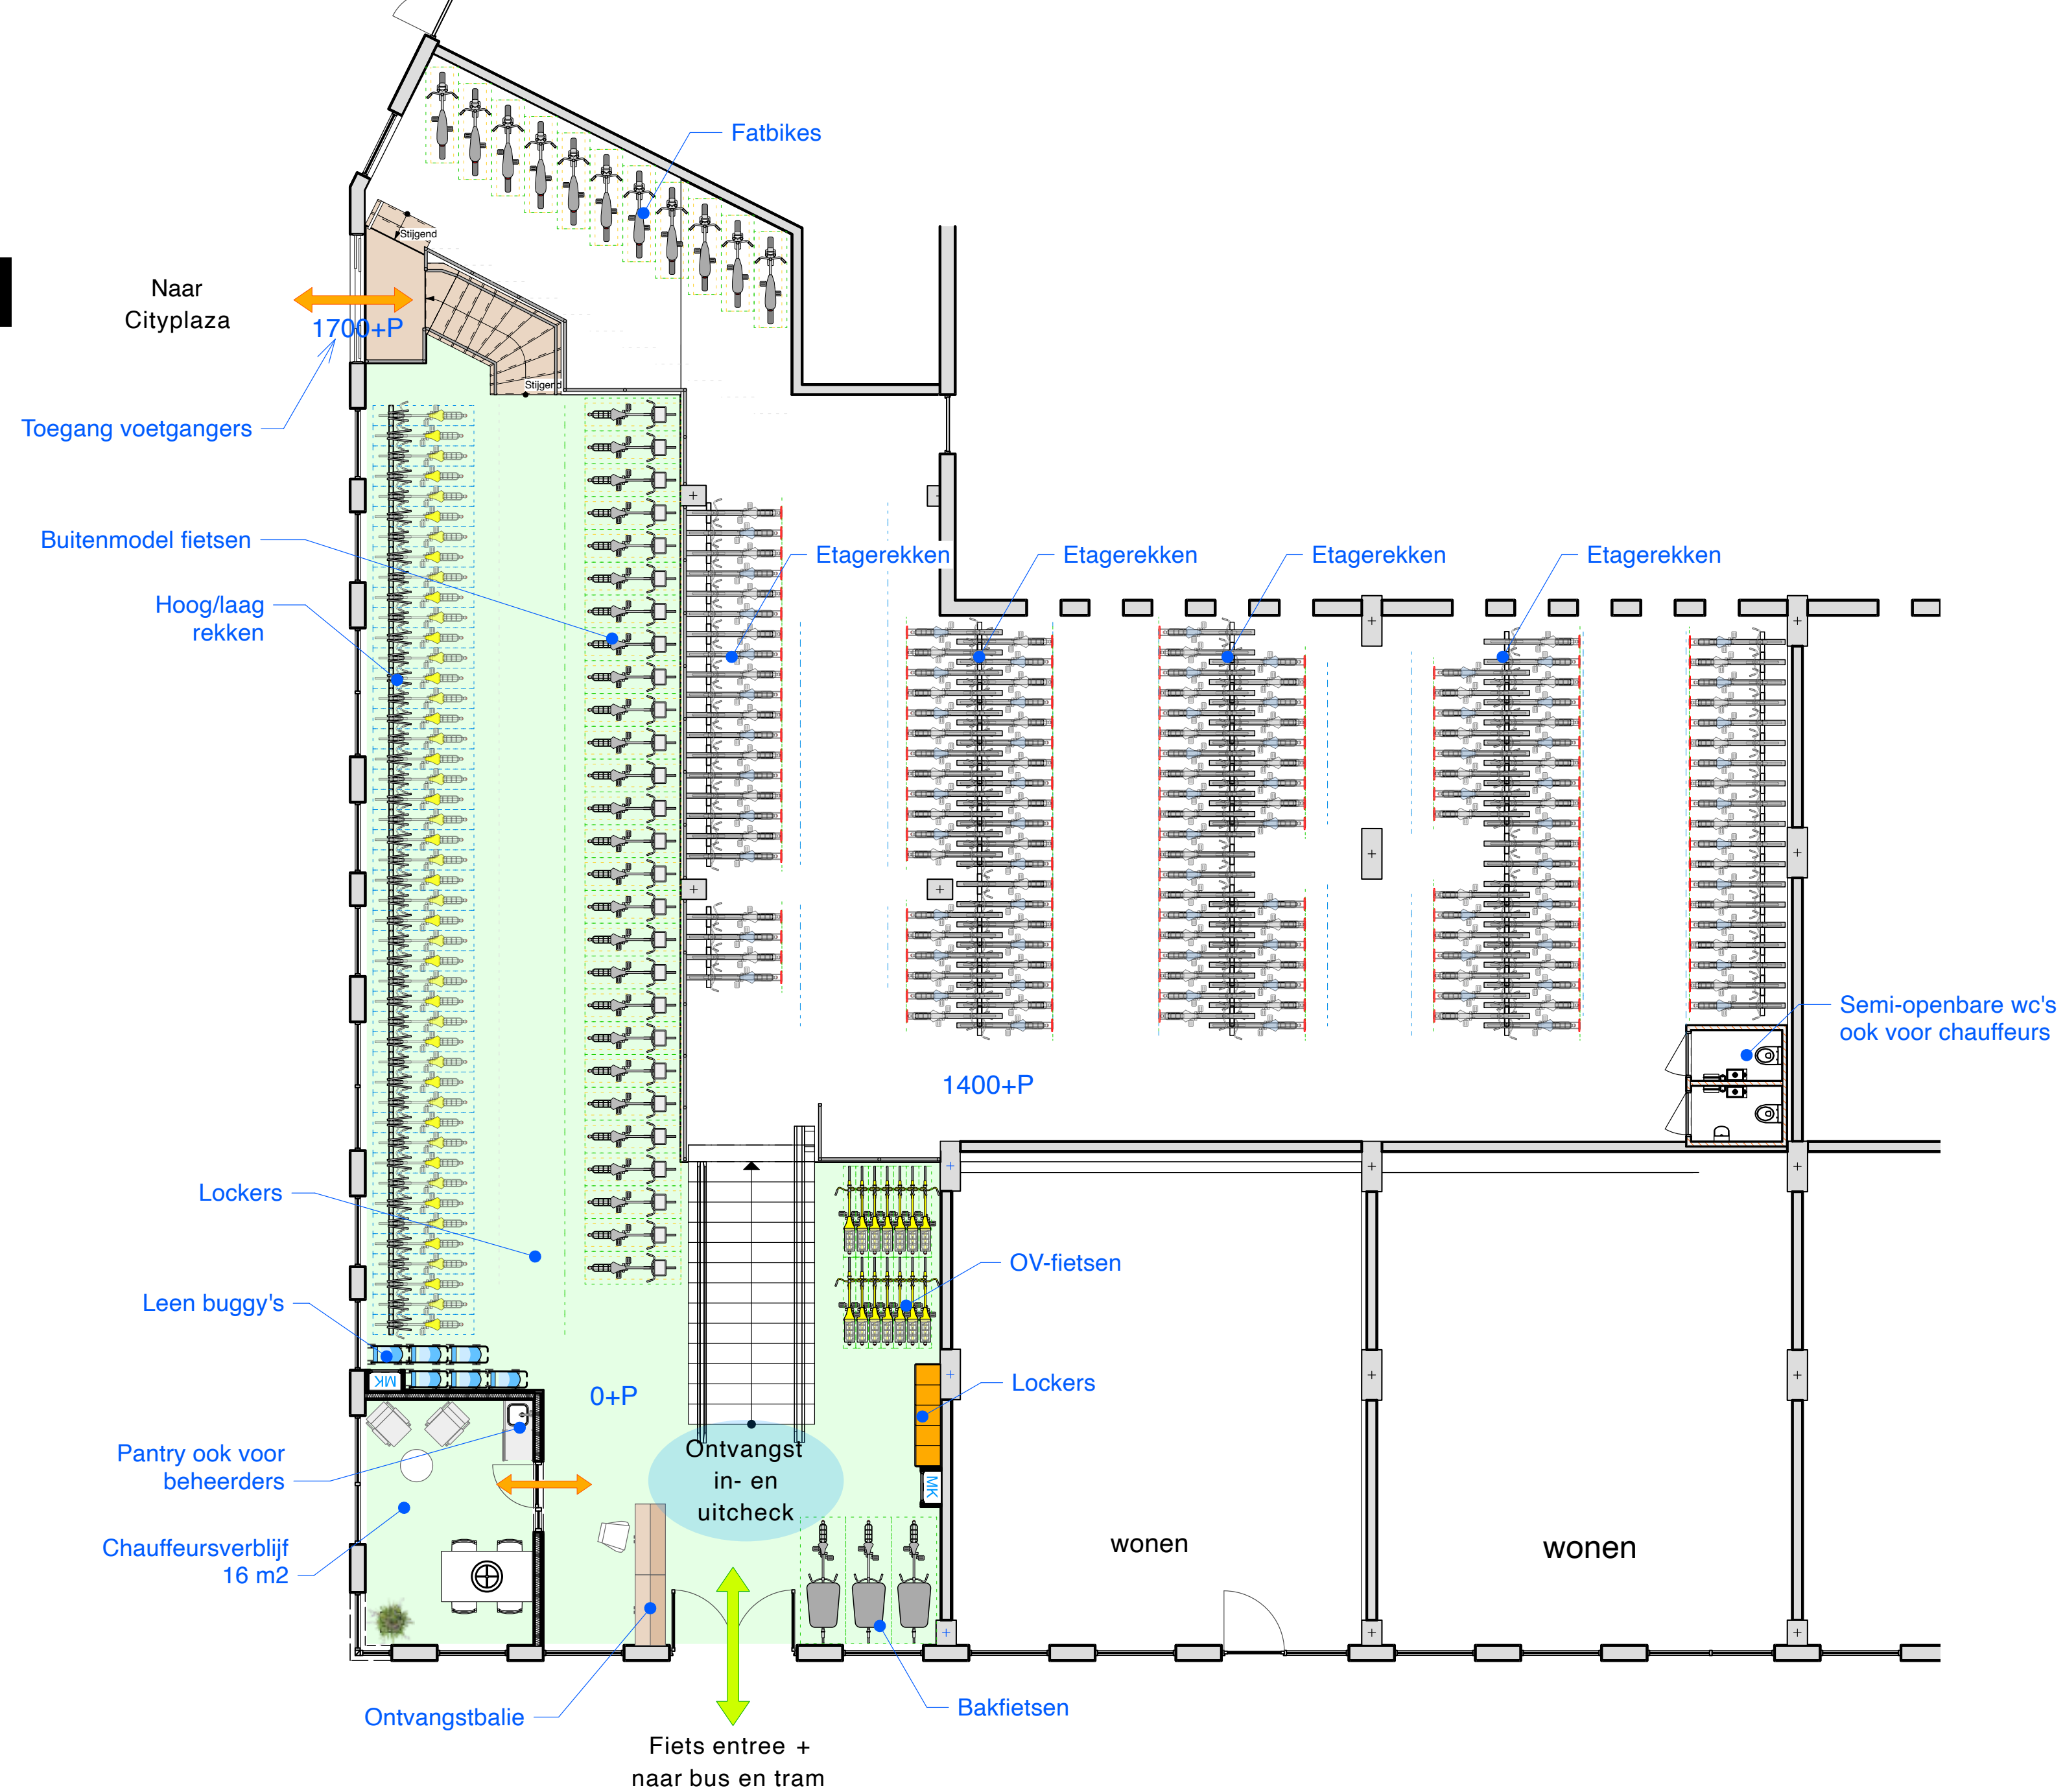 Fatbikes
Stijgend
Naar
Cityplaza
1700+P
Stijgend
Toegang voetgangers
Buitenmodel fietsen
Etagerekken
Etagerekken
Etagerekken
Etagerekken
Hoog/laag
rekken
Semi-openbare wc's
ook voor chauffeurs
1400+P
Lockers
OV-fietsen
Leen buggy's
MK
0+P
Lockers
Ontvangst
in- en
uitcheck
MK
Pantry ook voor
beheerders
Chauffeursverblijf
16 m2
wonen
wonen
Ontvangstbalie
Bakfietsen
Fiets entree +
naar bus en tram